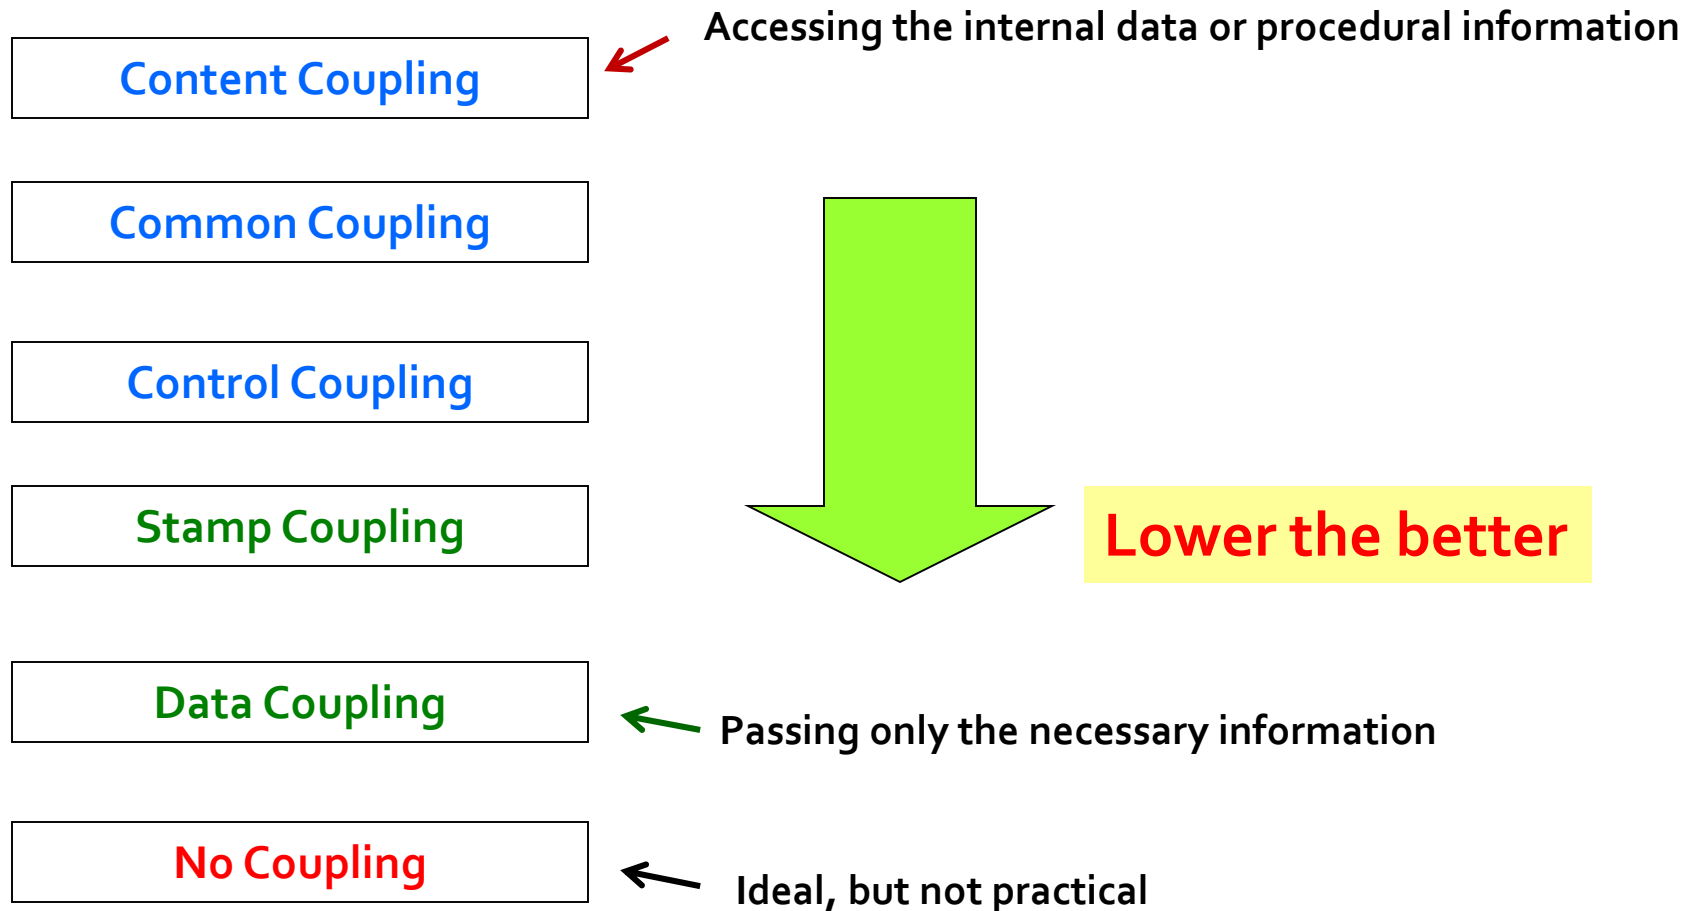 Accessing the internal data or procedural information
Content Coupling
Common Coupling
Control Coupling
Stamp Coupling
Lower the better
Data Coupling
Passing only the necessary information
No Coupling
Ideal, but not practical